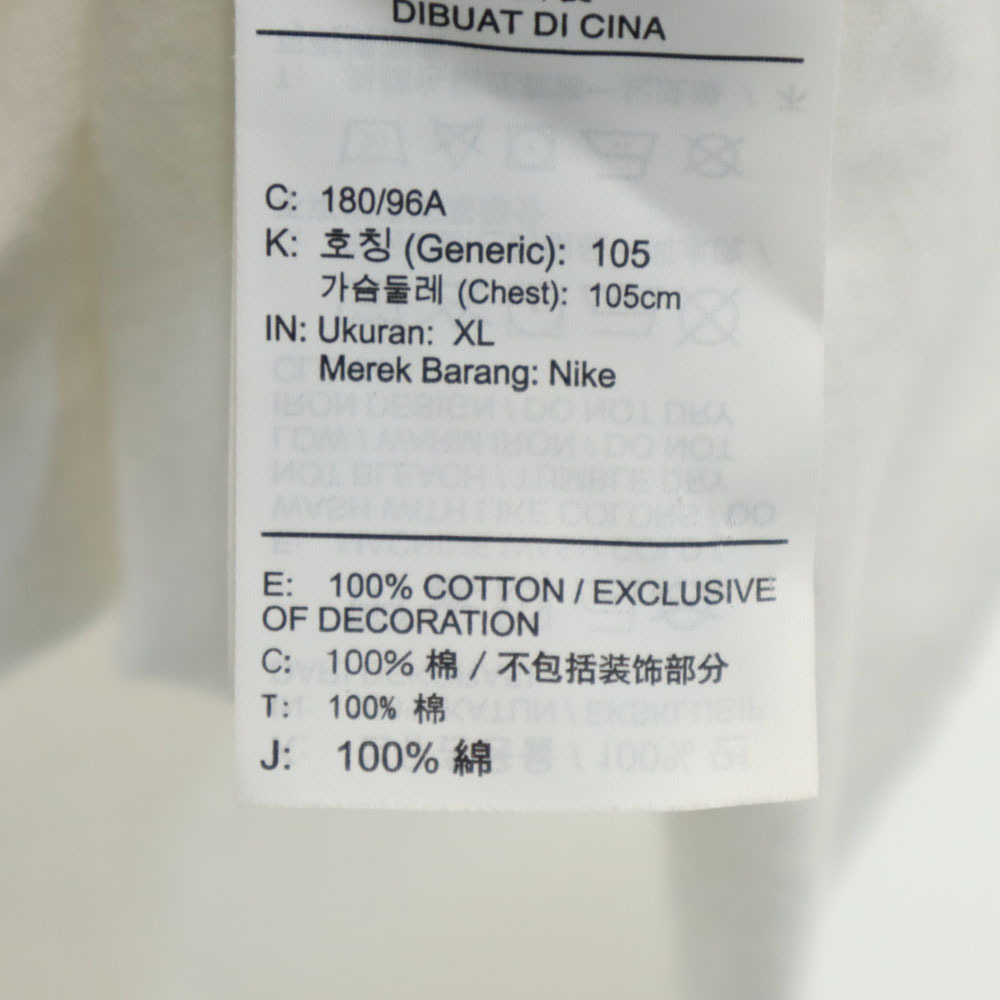 DIBUAT DI CINA
C: 180/96A
K: 호칭 (Generic): 105
가슴둘레 (Chest): 105cm
IN: Ukuran: XL
Merek Barang: Nike
E: 100% COTTON / EXCLUSIVE
OF DECORATION
C: 100% 棉 / 不包括装饰部分
T: 100% 棉
J: 100% 綿